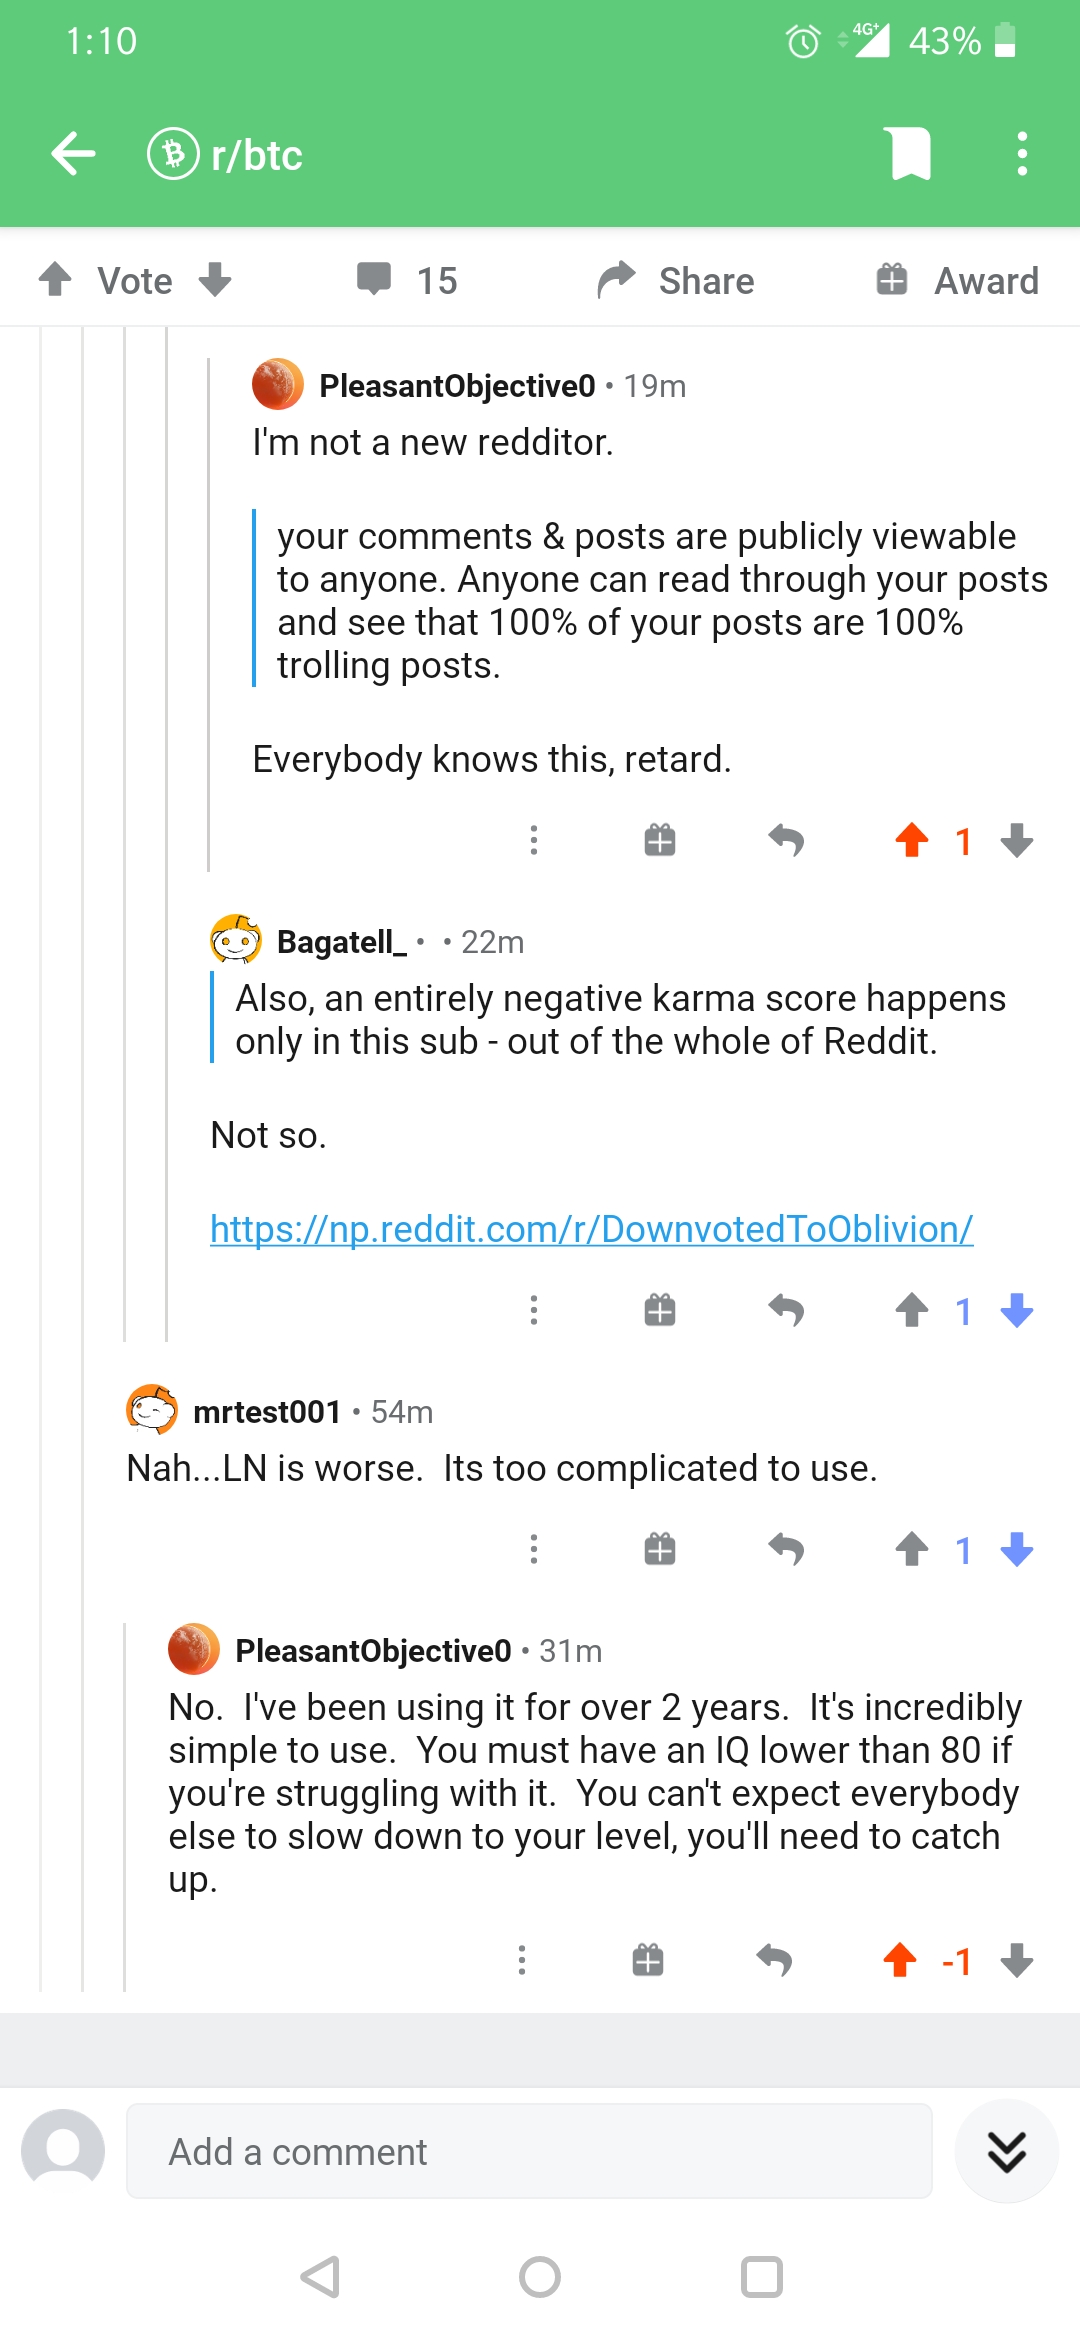 1:10
4G+ 43%
r/btc
Vote 15 Share Award
PleasantObjective0 • 19m
I'm not a new redditor.
your comments & posts are publicly viewable
to anyone. Anyone can read through your posts
and see that 100% of your posts are 100%
trolling posts.
Everybody knows this, retard.
1
Bagatell_ • • 22m
Also, an entirely negative karma score happens
only in this sub - out of the whole of Reddit.
Not so.
https://np.reddit.com/r/DownvotedToOblivion/
1
mrtest001 • 54m
Nah...LN is worse.  Its too complicated to use.
1
PleasantObjective0 • 31m
No.  I've been using it for over 2 years.  It's incredibly
simple to use.  You must have an IQ lower than 80 if
you're struggling with it.  You can't expect everybody
else to slow down to your level, you'll need to catch
up.
-1
Add a comment